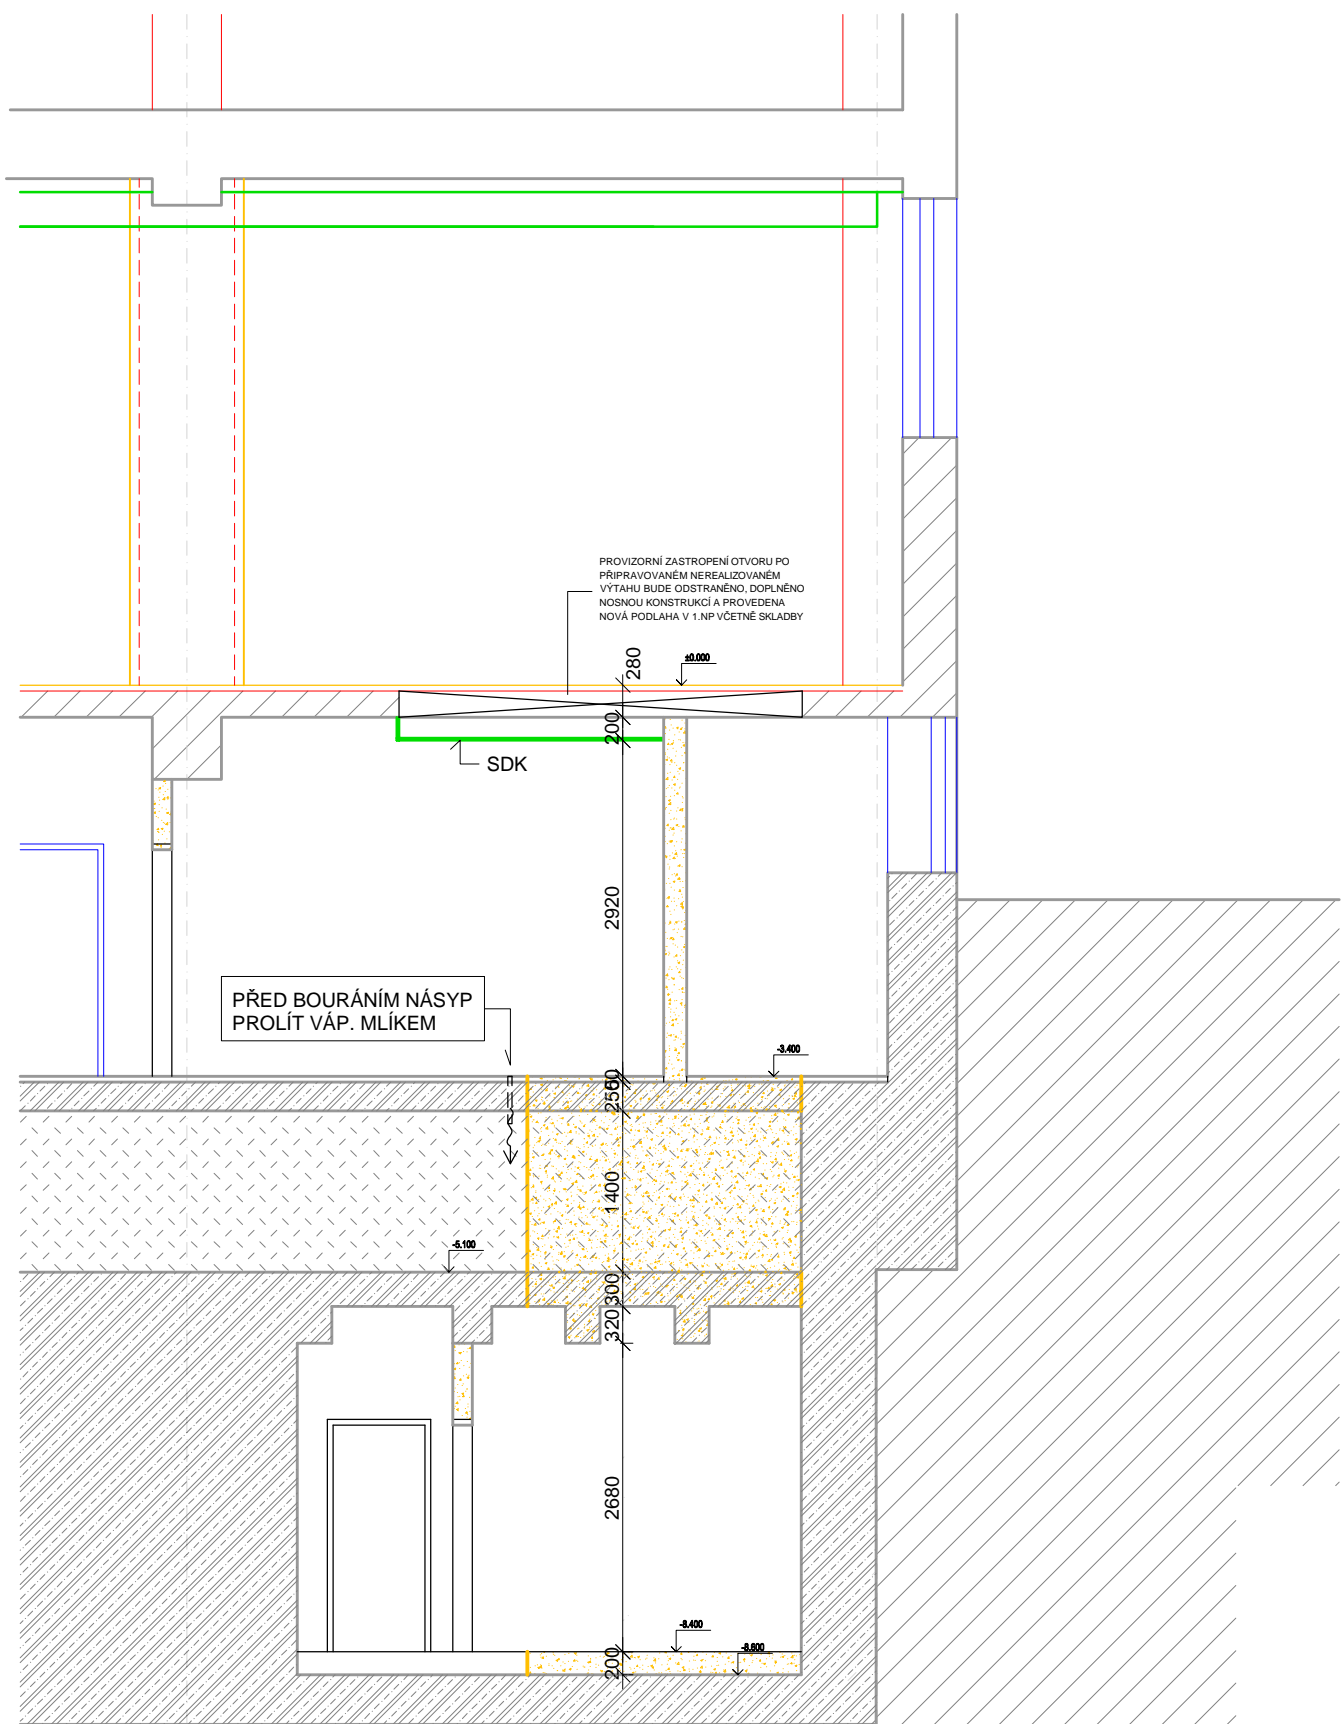 PROVIZORNÍ ZASTROPENÍ OTVORU PO
PŘIPRAVOVANÉM NEREALIZOVANÉM
VÝTAHU BUDE ODSTRANĚNO, DOPLNĚNO
NOSNOU KONSTRUKCÍ A PROVEDENA
NOVÁ PODLAHA V 1.NP VČETNĚ SKLADBY
280
±0.000
200
SDK
2920
PŘED BOURÁNÍM NÁSYP
PROLÍT VÁP. MLÍKEM
-3.400
50
250
1400
-5.100
300
320
2680
-8.400
-8.600
200